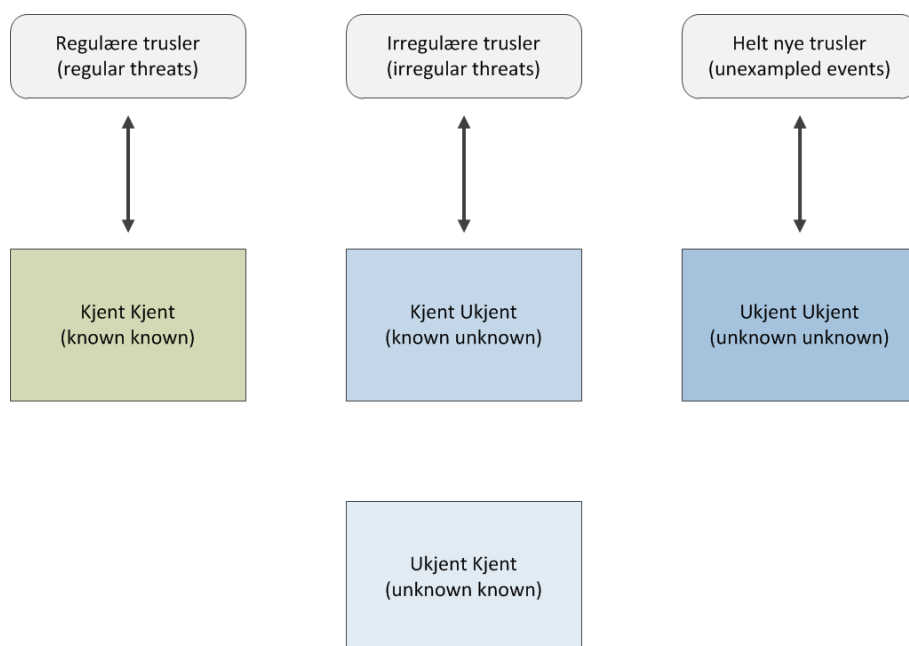 Regulære trusler
(regular threats)
Irregulære trusler
(irregular threats)
Helt nye trusler
(unexampled events)
Kjent Kjent
(known known)
Kjent Ukjent
(known unknown)
Ukjent Ukjent
(unknown unknown)
Ukjent Kjent
(unknown known)